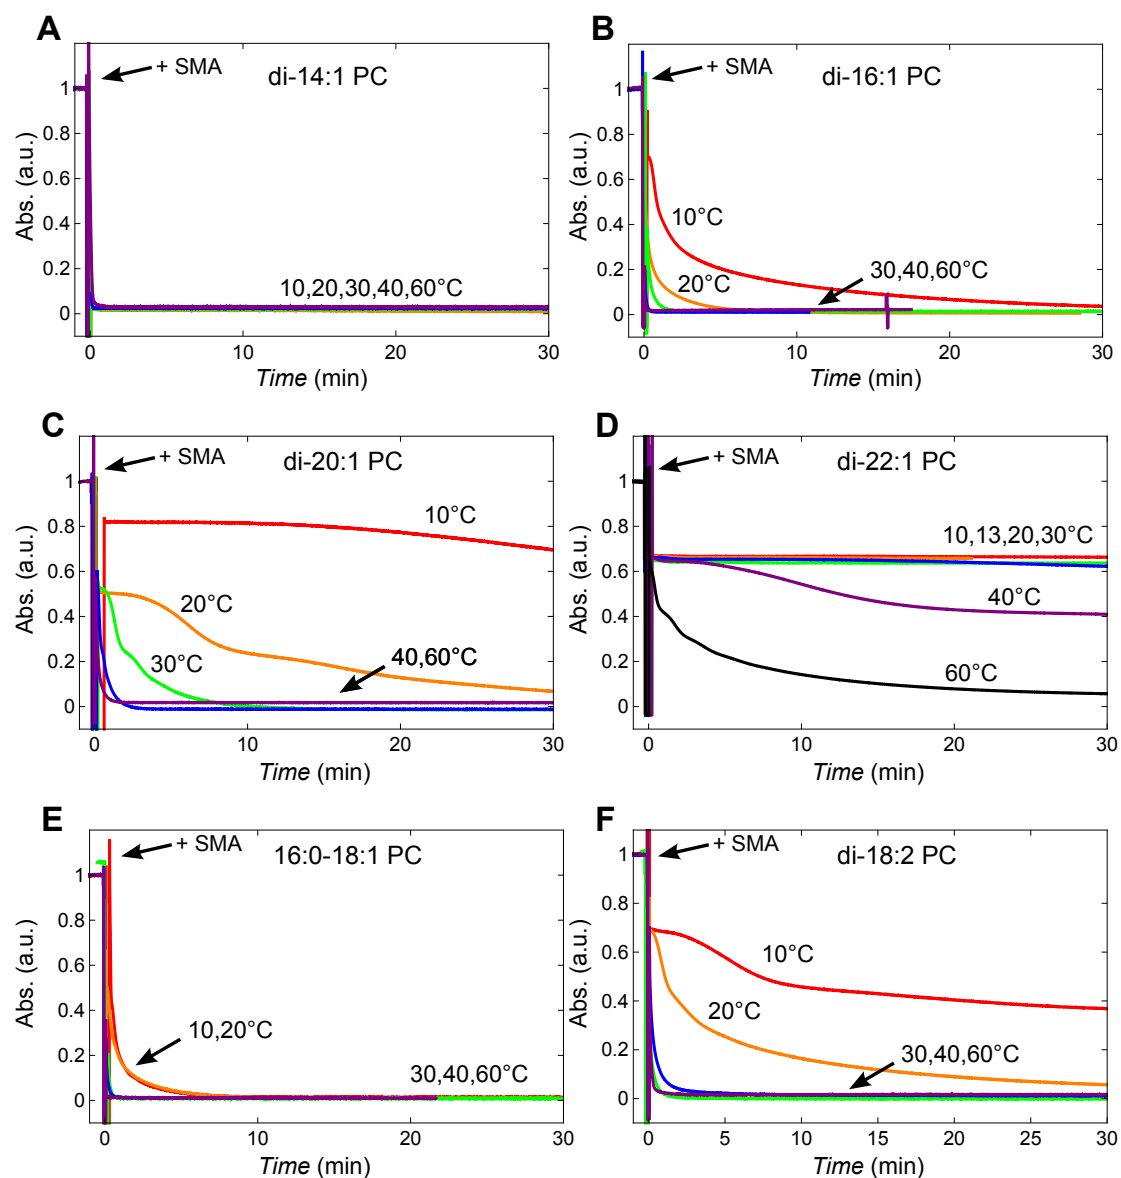 A
+ SMA
di-14:1 PC
Abs. (a.u.)
1
0.8
0.6
0.4
0.2
0
10,20,30,40,60°C
0 10 20 30
Time (min)
B
+ SMA
di-16:1 PC
Abs. (a.u.)
1
0.8
0.6
0.4
0.2
0
10°C
20°C
30,40,60°C
0 10 20 30
Time (min)
C
+ SMA
di-20:1 PC
Abs. (a.u.)
1
0.8
0.6
0.4
0.2
0
10°C
20°C
30°C
40,60°C
0 10 20 30
Time (min)
D
+ SMA
di-22:1 PC
Abs. (a.u.)
1
0.8
0.6
0.4
0.2
0
10,13,20,30°C
40°C
60°C
0 10 20 30
Time (min)
E
+ SMA
16:0-18:1 PC
Abs. (a.u.)
1
0.8
0.6
0.4
0.2
0
10,20°C
30,40,60°C
0 10 20 30
Time (min)
F
+ SMA
di-18:2 PC
Abs. (a.u.)
1
0.8
0.6
0.4
0.2
0
10°C
20°C
30,40,60°C
0 5 10 15 20 25 30
Time (min)